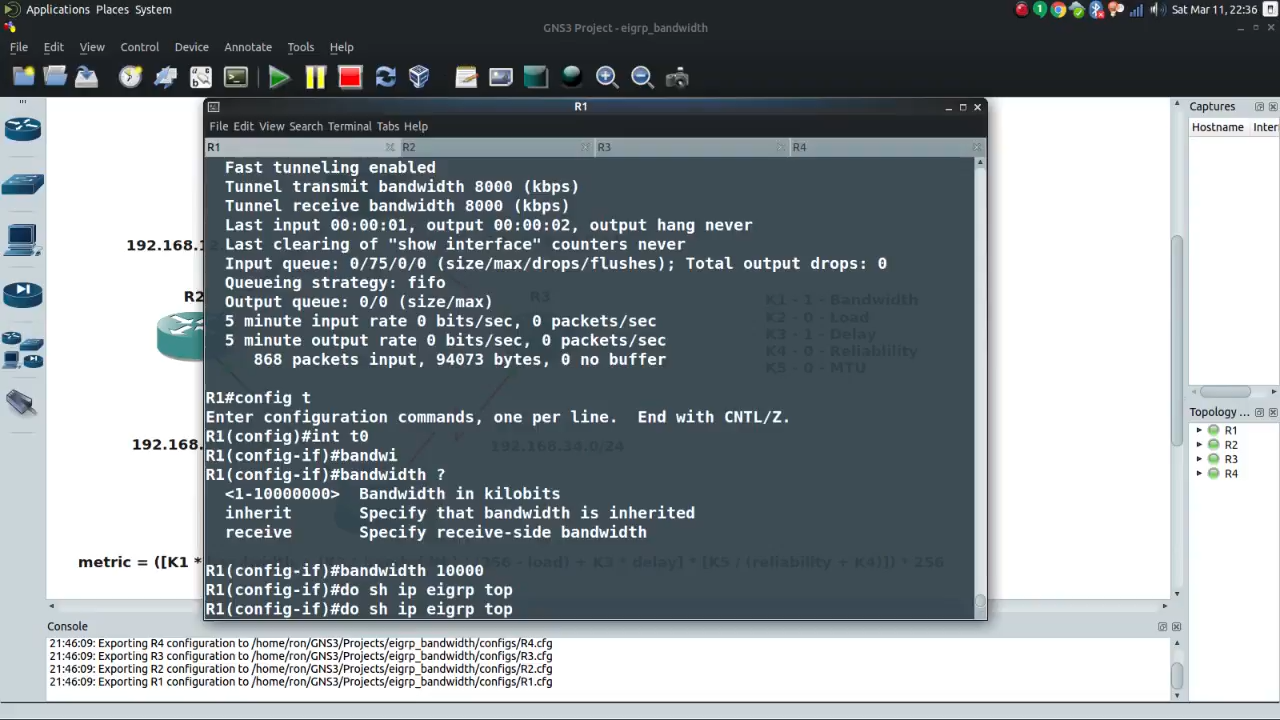 Applications Places System
Sat Mar 11, 22:36
GNS3 Project - eigrp_bandwidth
File Edit View Control Device Annotate Tools Help
R1
File Edit View Search Terminal Tabs Help
R1 R2 R3 R4
Fast tunneling enabled
Tunnel transmit bandwidth 8000 (kbps)
Tunnel receive bandwidth 8000 (kbps)
Last input 00:00:01, output 00:00:02, output hang never
Last clearing of "show interface" counters never
Input queue: 0/75/0/0 (size/max/drops/flushes); Total output drops: 0
Queueing strategy: fifo
Output queue: 0/0 (size/max)
5 minute input rate 0 bits/sec, 0 packets/sec
5 minute output rate 0 bits/sec, 0 packets/sec
868 packets input, 94073 bytes, 0 no buffer
R1#config t
Enter configuration commands, one per line.  End with CNTL/Z.
R1(config)#int t0
R1(config-if)#bandwi
R1(config-if)#bandwidth ?
<1-10000000>  Bandwidth in kilobits
inherit       Specify that bandwidth is inherited
receive       Specify receive-side bandwidth
R1(config-if)#bandwidth 10000
R1(config-if)#do sh ip eigrp top
R1(config-if)#do sh ip eigrp top
R2
R3
K1 - 1 - Bandwidth
K2 - 0 - Load
K3 - 1 - Delay
K4 - 0 - Reliablility
K5 - 0 - MTU
192.168.34.0/24
metric = ([K1 *
256 - load) + K3 * delay] * [K5 / (reliability + K4)]) * 256
Captures
Hostname
Topology ...
R1
R2
R3
R4
Console
21:46:09: Exporting R4 configuration to /home/ron/GNS3/Projects/eigrp_bandwidth/configs/R4.cfg
21:46:09: Exporting R3 configuration to /home/ron/GNS3/Projects/eigrp_bandwidth/configs/R3.cfg
21:46:09: Exporting R2 configuration to /home/ron/GNS3/Projects/eigrp_bandwidth/configs/R2.cfg
21:46:09: Exporting R1 configuration to /home/ron/GNS3/Projects/eigrp_bandwidth/configs/R1.cfg